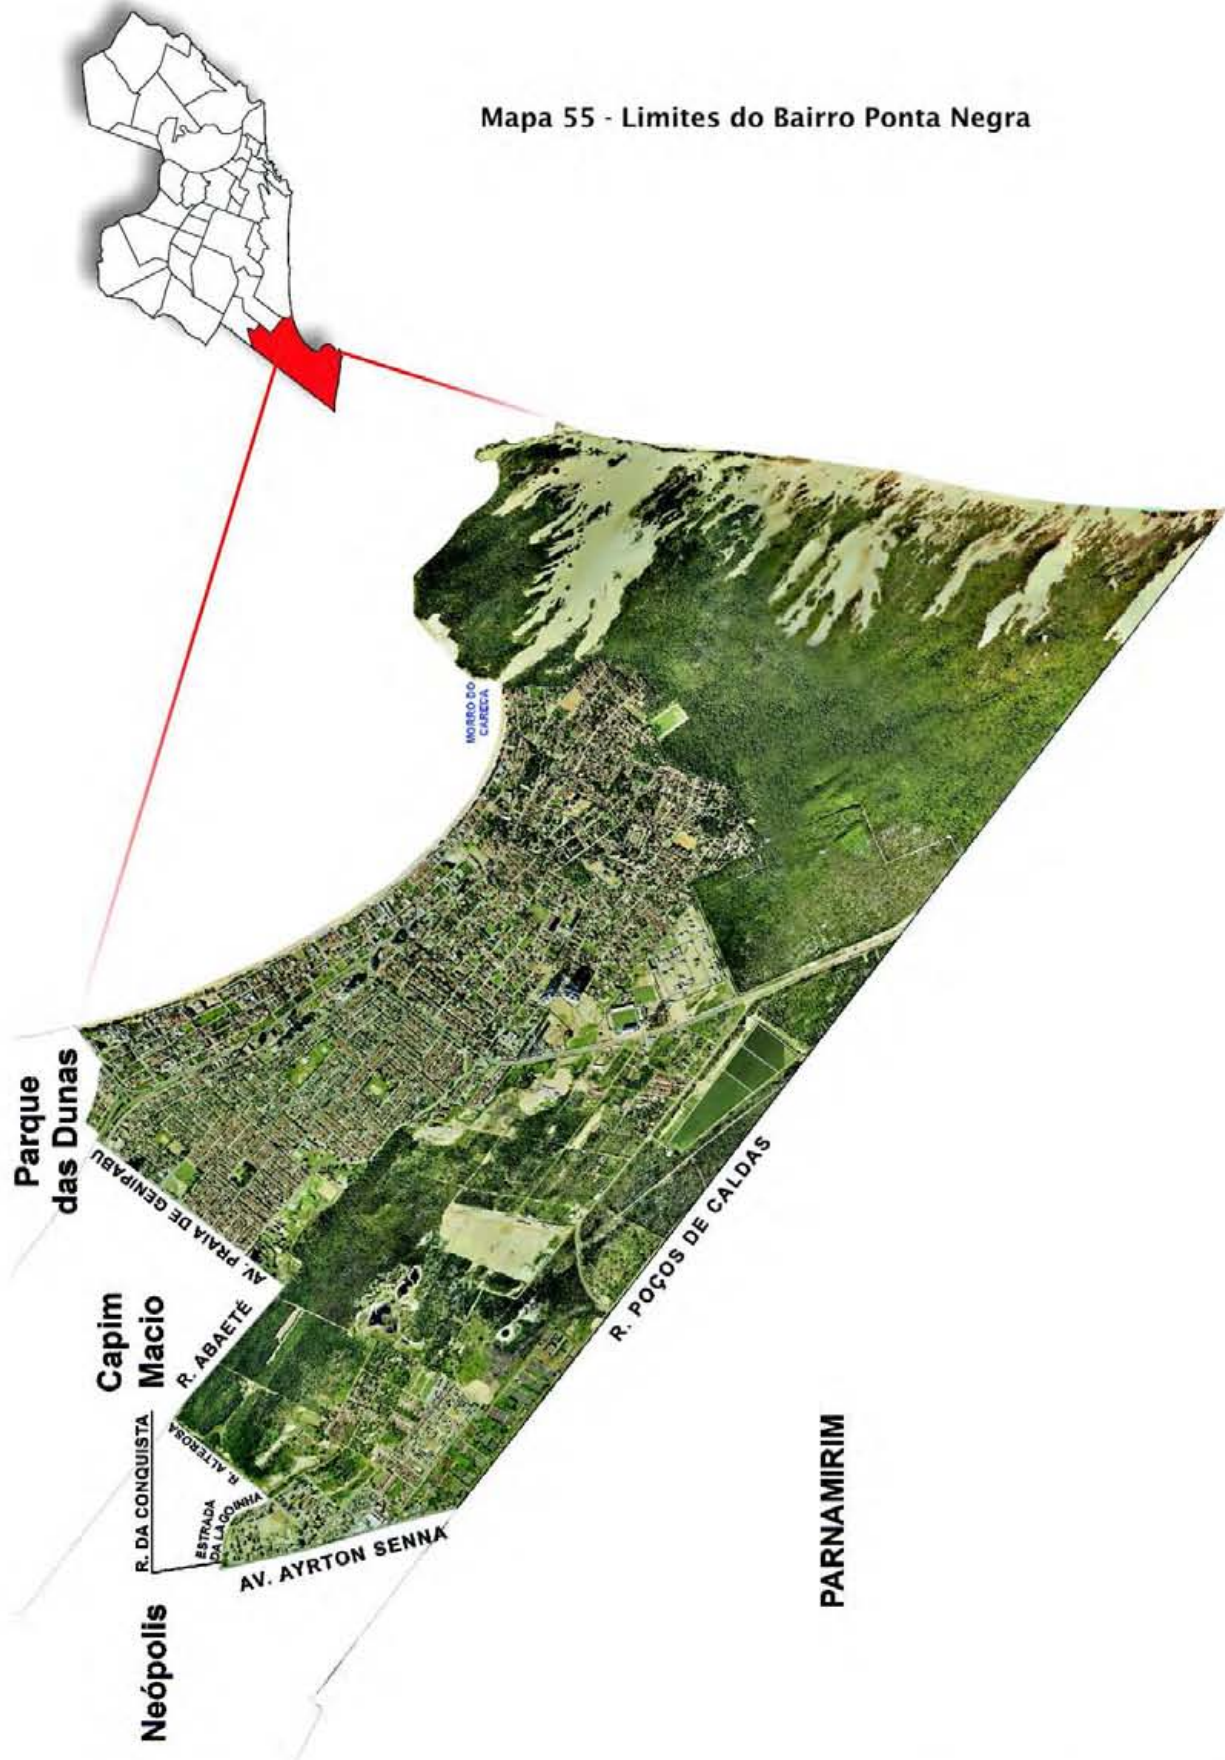 Mapa 55 - Limites do Bairro Ponta Negra
MORRO DO
CARECA
Parque
das Dunas
AV. PRAIA DE GENIPABU
Capim
Macio
R. ABAETÉ
R. DA CONQUISTA
R. ALTEROSA
ESTRADA
DA LAGOINHA
AV. AYRTON SENNA
Neópolis
R. POÇOS DE CALDAS
PARNAMIRIM